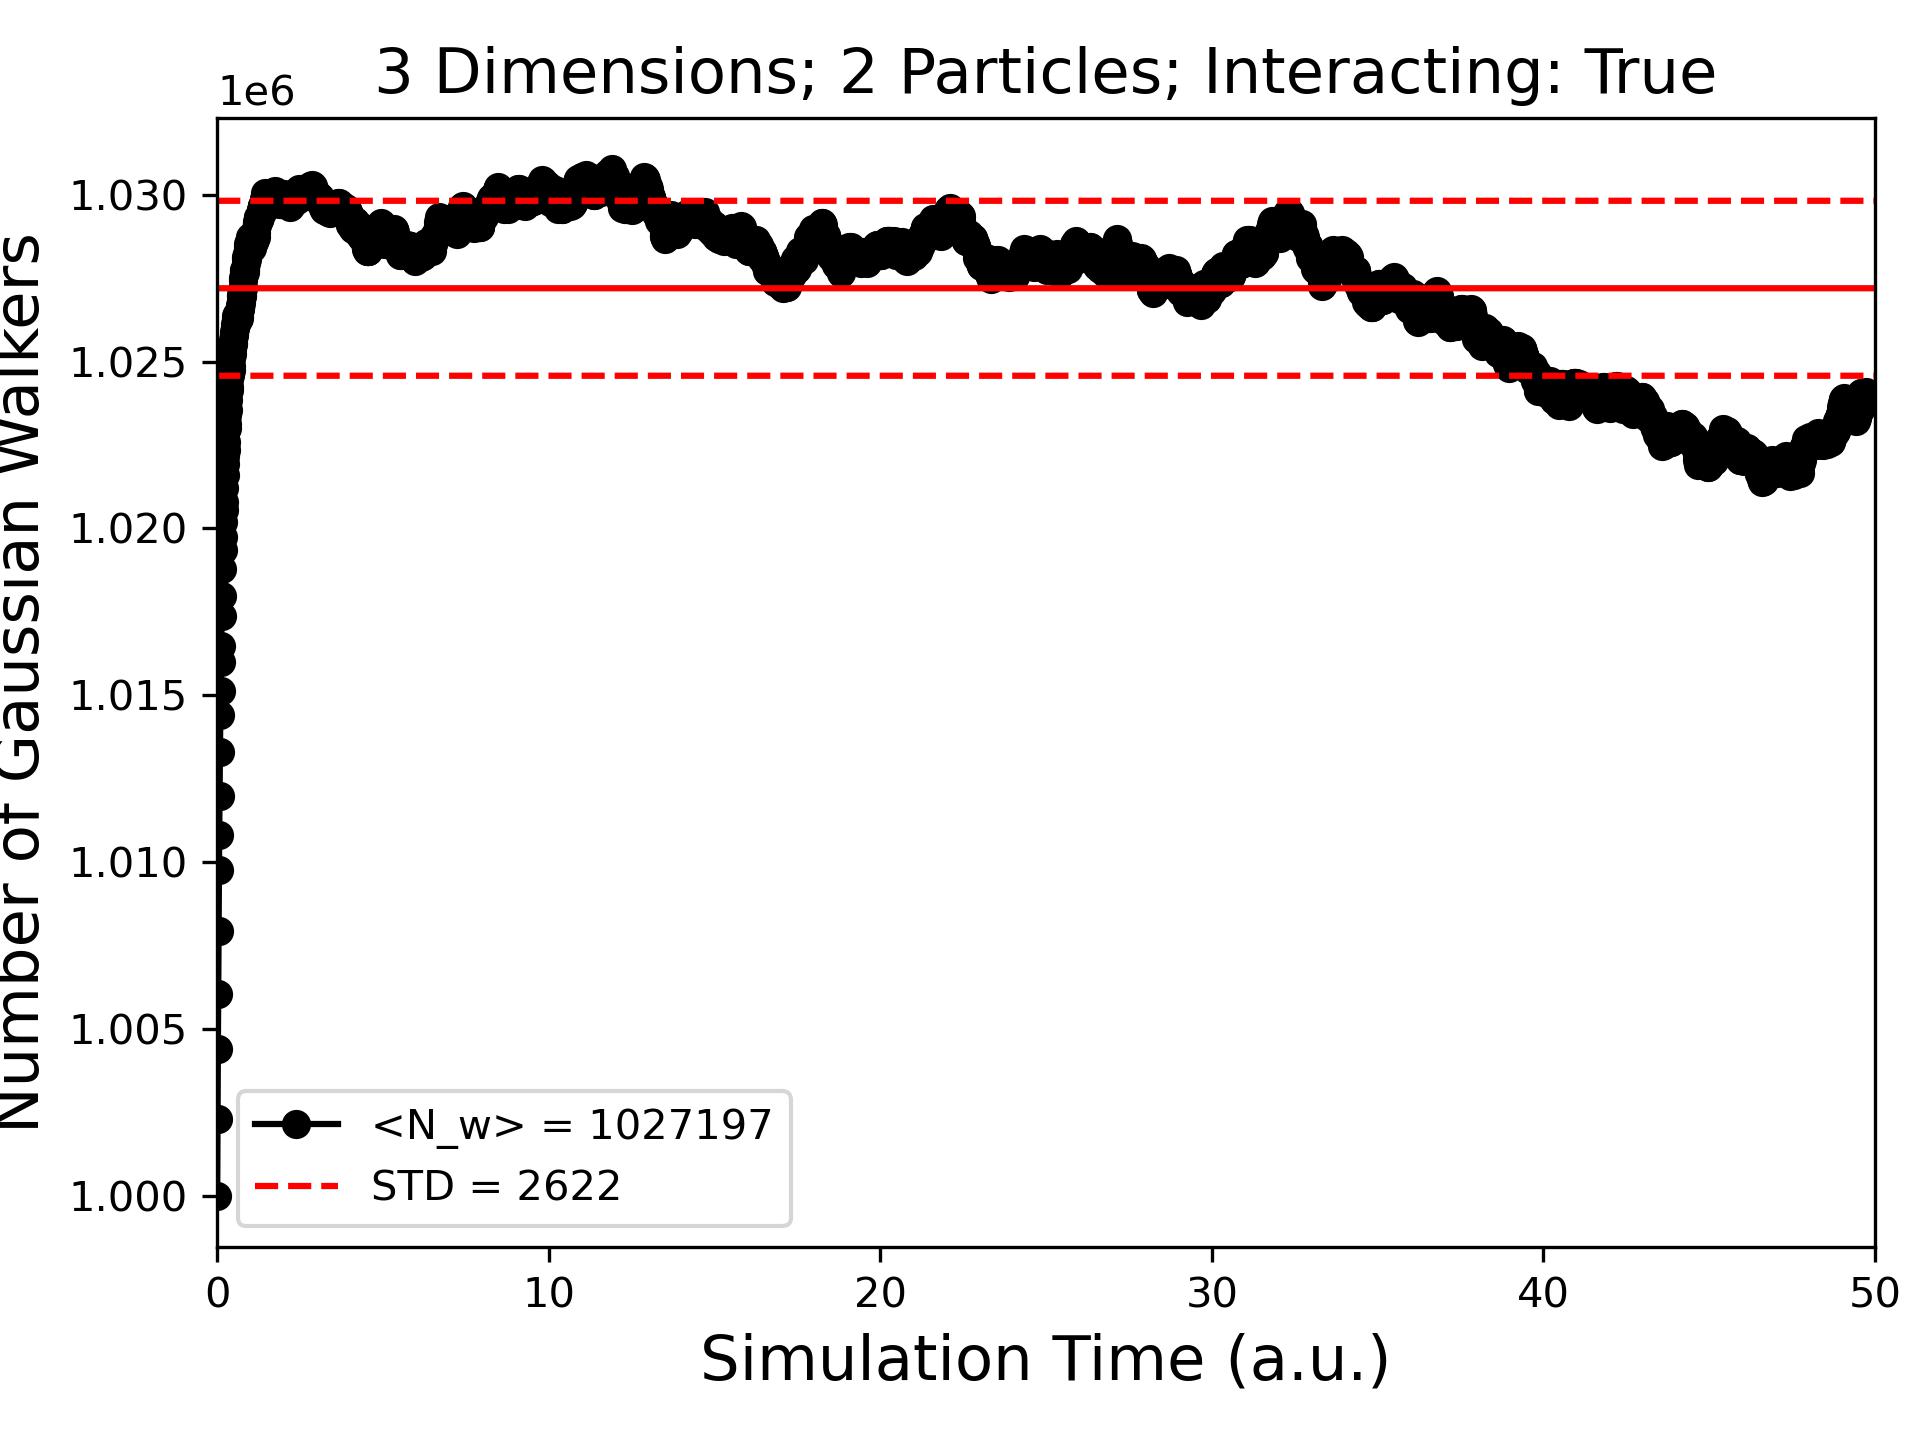 3 Dimensions; 2 Particles; Interacting: True
1e6
1.030
1.025
1.020
1.015
1.010
1.005
1.000
Number of Gaussian Walkers
<N_w> = 1027197
STD = 2622
0 10 20 30 40 50
Simulation Time (a.u.)